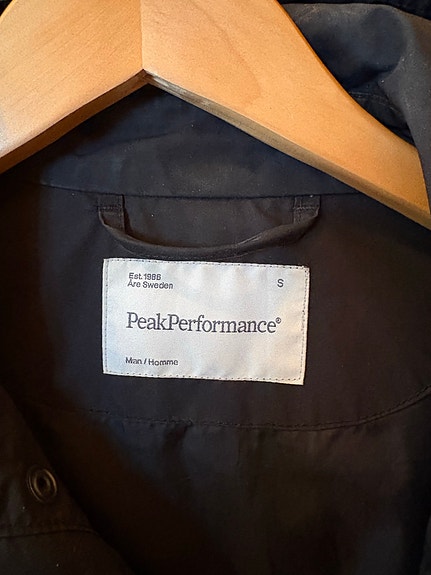 Est. 1986
Åre Sweden
S
PeakPerformance®
Man / Homme